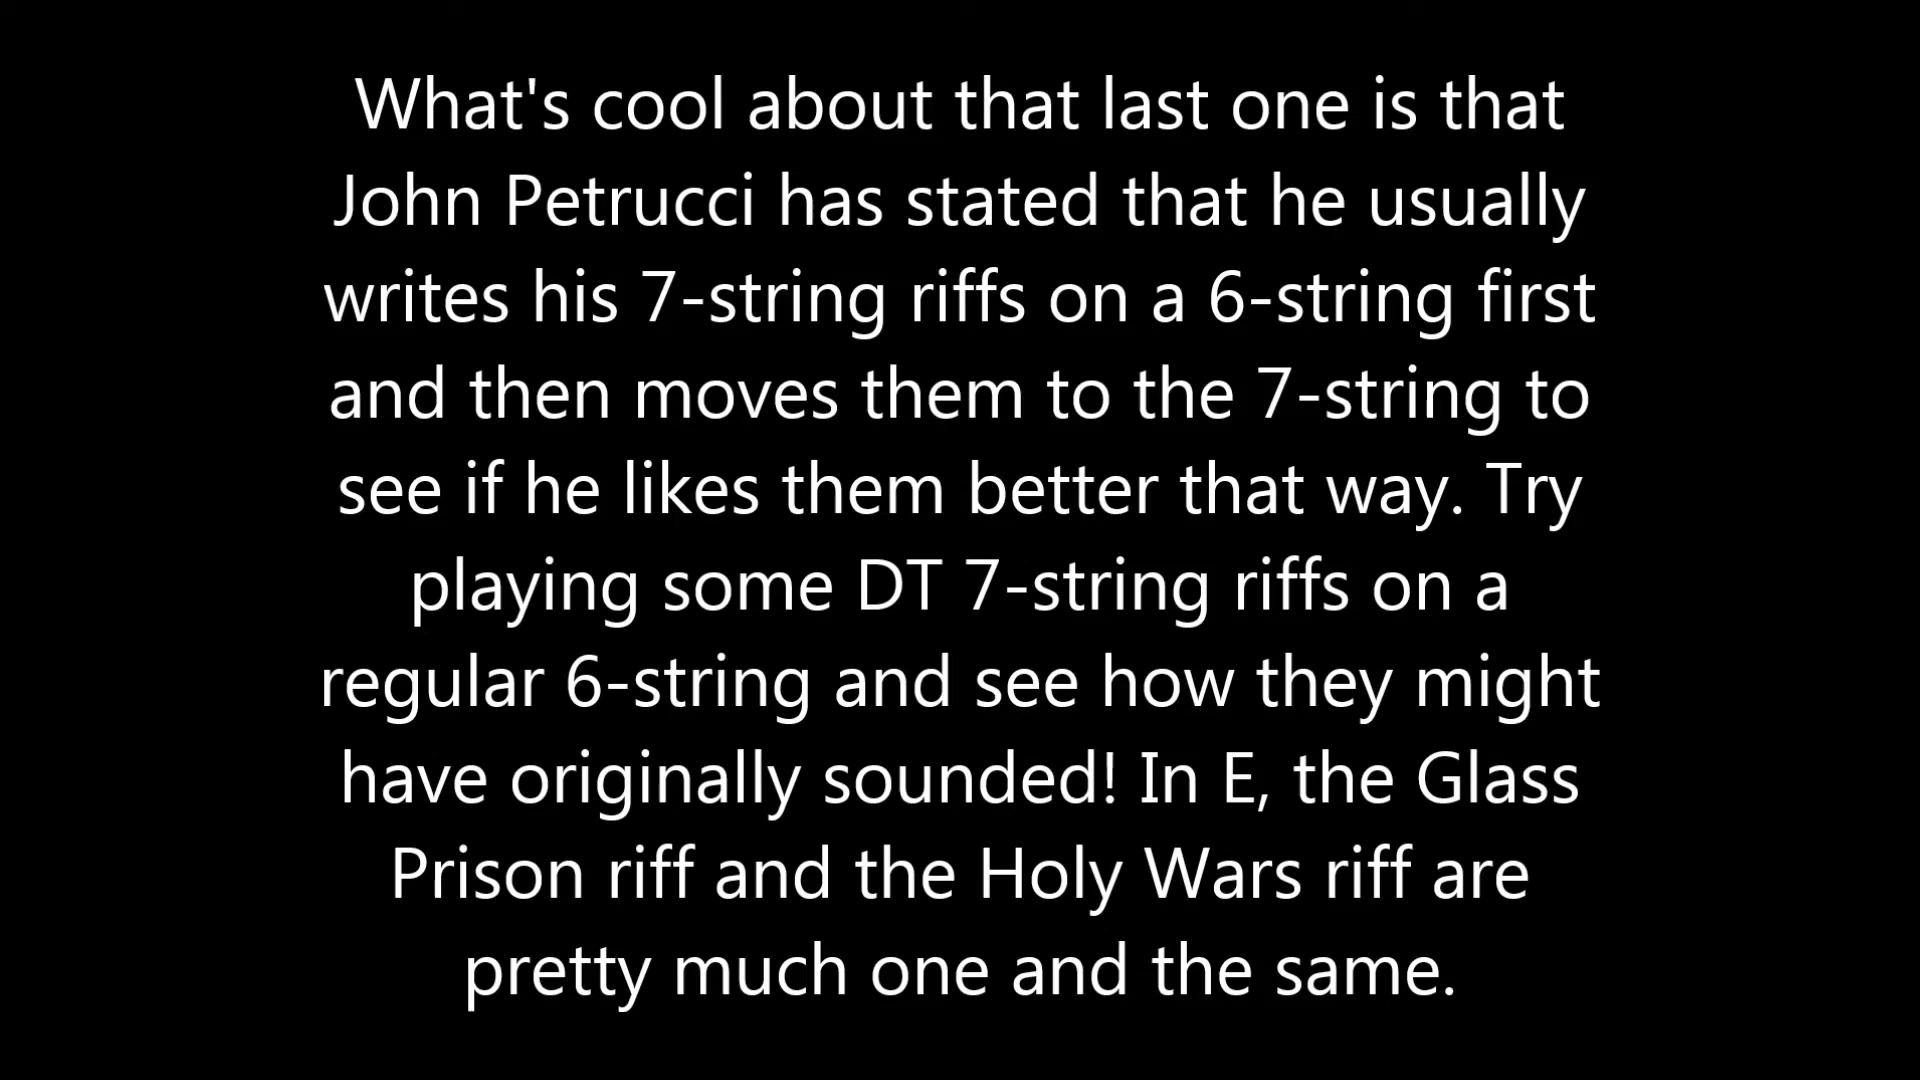 What's cool about that last one is that
John Petrucci has stated that he usually
writes his 7-string riffs on a 6-string first
and then moves them to the 7-string to
see if he likes them better that way. Try
playing some DT 7-string riffs on a
regular 6-string and see how they might
have originally sounded! In E, the Glass
Prison riff and the Holy Wars riff are
pretty much one and the same.